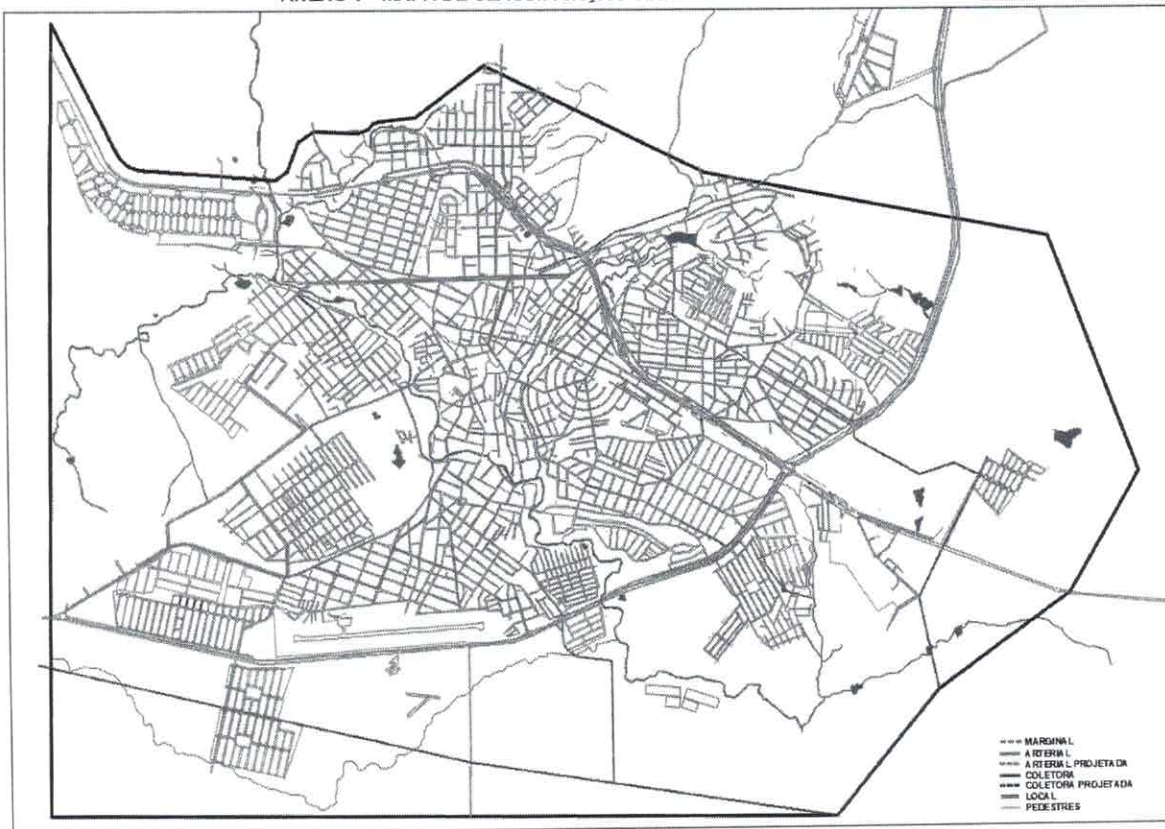 MARGINAL
ARTERIAL
ARTERIAL PROJETADA
COLETORA
COLETORA PROJETADA
LOCAL
PEDESTRES